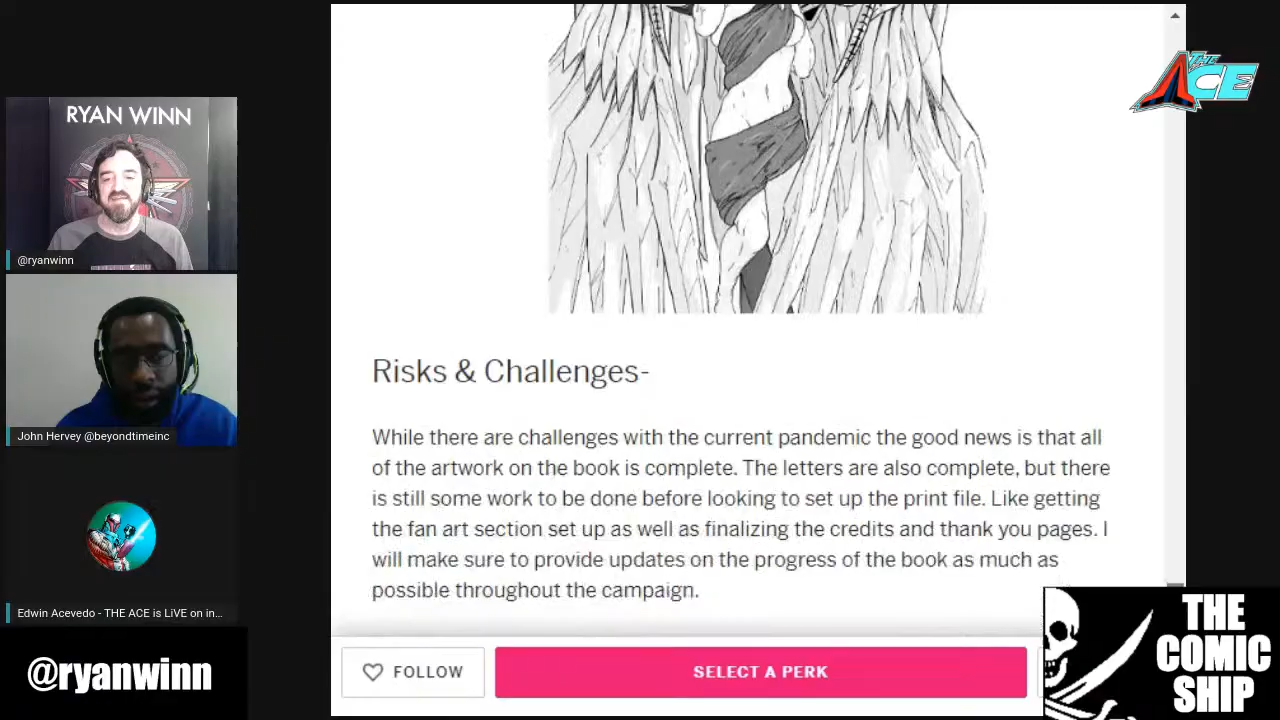 THE
ACE
RYAN WINN
@ryanwinn
John Hervey @beyondtimeinc
Edwin Acevedo - THE ACE is LiVE on in...
@ryanwinn
Risks & Challenges-
While there are challenges with the current pandemic the good news is that all
of the artwork on the book is complete. The letters are also complete, but there
is still some work to be done before looking to set up the print file. Like getting
the fan art section set up as well as finalizing the credits and thank you pages. I
will make sure to provide updates on the progress of the book as much as
possible throughout the campaign.
FOLLOW
SELECT A PERK
THE
COMIC
SHIP